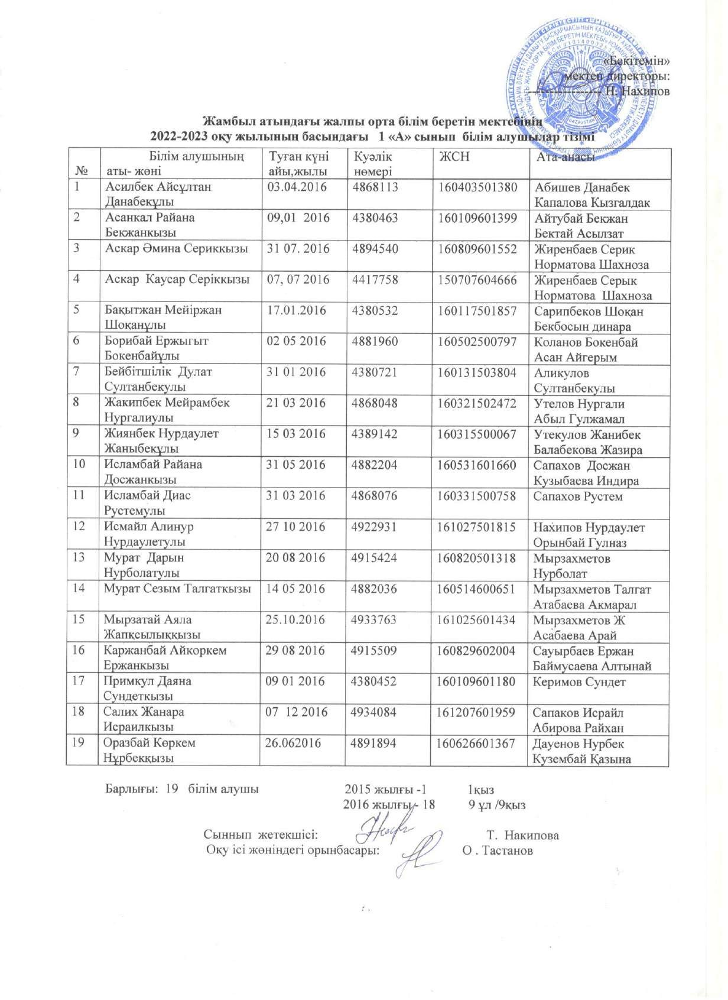 «Бекітемін»
мектеп директоры:
------------------- Н. Нахипов
Жамбыл атындағы жалпы орта білім беретін мектебінің
2022-2023 оқу жылының басындағы 1 «А» сынып білім алушылар тізімі
№ Білім алушының аты- жөні Туған күні айы,жылы Куәлік нөмері ЖСН Ата-анасы
1 Асилбек Айсұлтан 03.04.2016 4868113 160403501380 Абишев Данабек
Данабекұлы Капалова Кызгалдак
2 Асанкал Райана 09,01 2016 4380463 160109601399 Айтубай Бекжан
Бекжанкызы Бектай Асылзат
3 Аскар Әмина Сериккызы 31 07. 2016 4894540 160809601552 Жиренбаев Серик
Норматова Шахноза
4 Аскар Каусар Серіккызы 07, 07 2016 4417758 150707604666 Жиренбаев Серык
Норматова Шахноза
5 Бақытжан Мейіржан 17.01.2016 4380532 160117501857 Сарипбеков Шоқан
Шоқанұлы Бекбосын динара
6 Борибай Ержыгыт 02 05 2016 4881960 160502500797 Коланов Бокенбай
Бокенбайұлы Асан Айгерым
7 Бейбітшілік Дулат 31 01 2016 4380721 160131503804 Аликулов
Султанбекулы Султанбекулы
8 Жакипбек Мейрамбек 21 03 2016 4868048 160321502472 Утелов Нургали
Нургалиулы Абыл Гулжамал
9 Жиянбек Нурдаулет 15 03 2016 4389142 160315500067 Утекулов Жанибек
Жаныбекұлы Балабекова Жазира
10 Исламбай Райана 31 05 2016 4882204 160531601660 Сапахов Досжан
Досжанкызы Кузыбаева Индира
11 Исламбай Диас 31 03 2016 4868076 160331500758 Сапахов Рустем
Рустемулы
12 Исмайл Алинур 27 10 2016 4922931 161027501815 Нахипов Нурдаулет
Нурдаулетулы Орынбай Гулназ
13 Мурат Дарын 20 08 2016 4915424 160820501318 Мырзахметов
Нурболатулы Нурболат
14 Мурат Сезым Талгаткызы 14 05 2016 4882036 160514600651 Мырзахметов Талгат
Атабаева Акмарал
15 Мырзатай Аяла 25.10.2016 4933763 161025601434 Мырзахметов Ж
Жапқсылыққызы Асабаева Арай
16 Каржанбай Айкоркем 29 08 2016 4915509 160829602004 Сауырбаев Ержан
Ержанкызы Баймусаева Алтынай
17 Примкул Даяна 09 01 2016 4380452 160109601180 Керимов Сундет
Сундеткызы
18 Салих Жанара 07 12 2016 4934084 161207601959 Сапаков Исрайл
Исраилкызы Абирова Райхан
19 Оразбай Көркем 26.062016 4891894 160626601367 Дауенов Нурбек
Нұрбекқызы Кузембай Қазына
Барлығы: 19 білім алушы 2015 жылғы -1 1қыз
2016 жылғы - 18 9 ұл /9қыз
Сыннып жетекшісі: Т. Накипова
Оқу ісі жөніндегі орынбасары: О . Тастанов